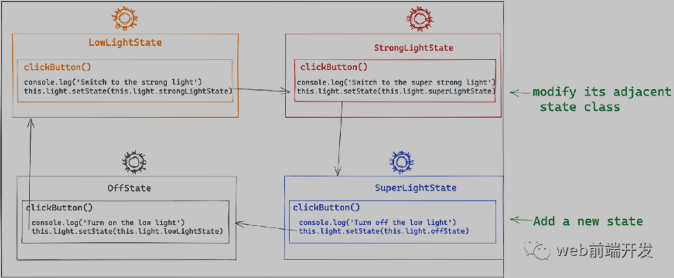 LowLightState
clickButton()
console.log('Switch to the strong light')
this.light.setState(this.light.strongLightState)
StrongLightState
clickButton()
console.log('Switch to the super strong light')
this.light.setState(this.light.superLightState)
modify its adjacent
state class
OffState
clickButton()
console.log('Turn on the low light')
this.light.setState(this.light.lowLightState)
SuperLightState
clickButton()
console.log('Turn off the low light')
this.light.setState(this.light.offState)
Add a new state
web前端开发